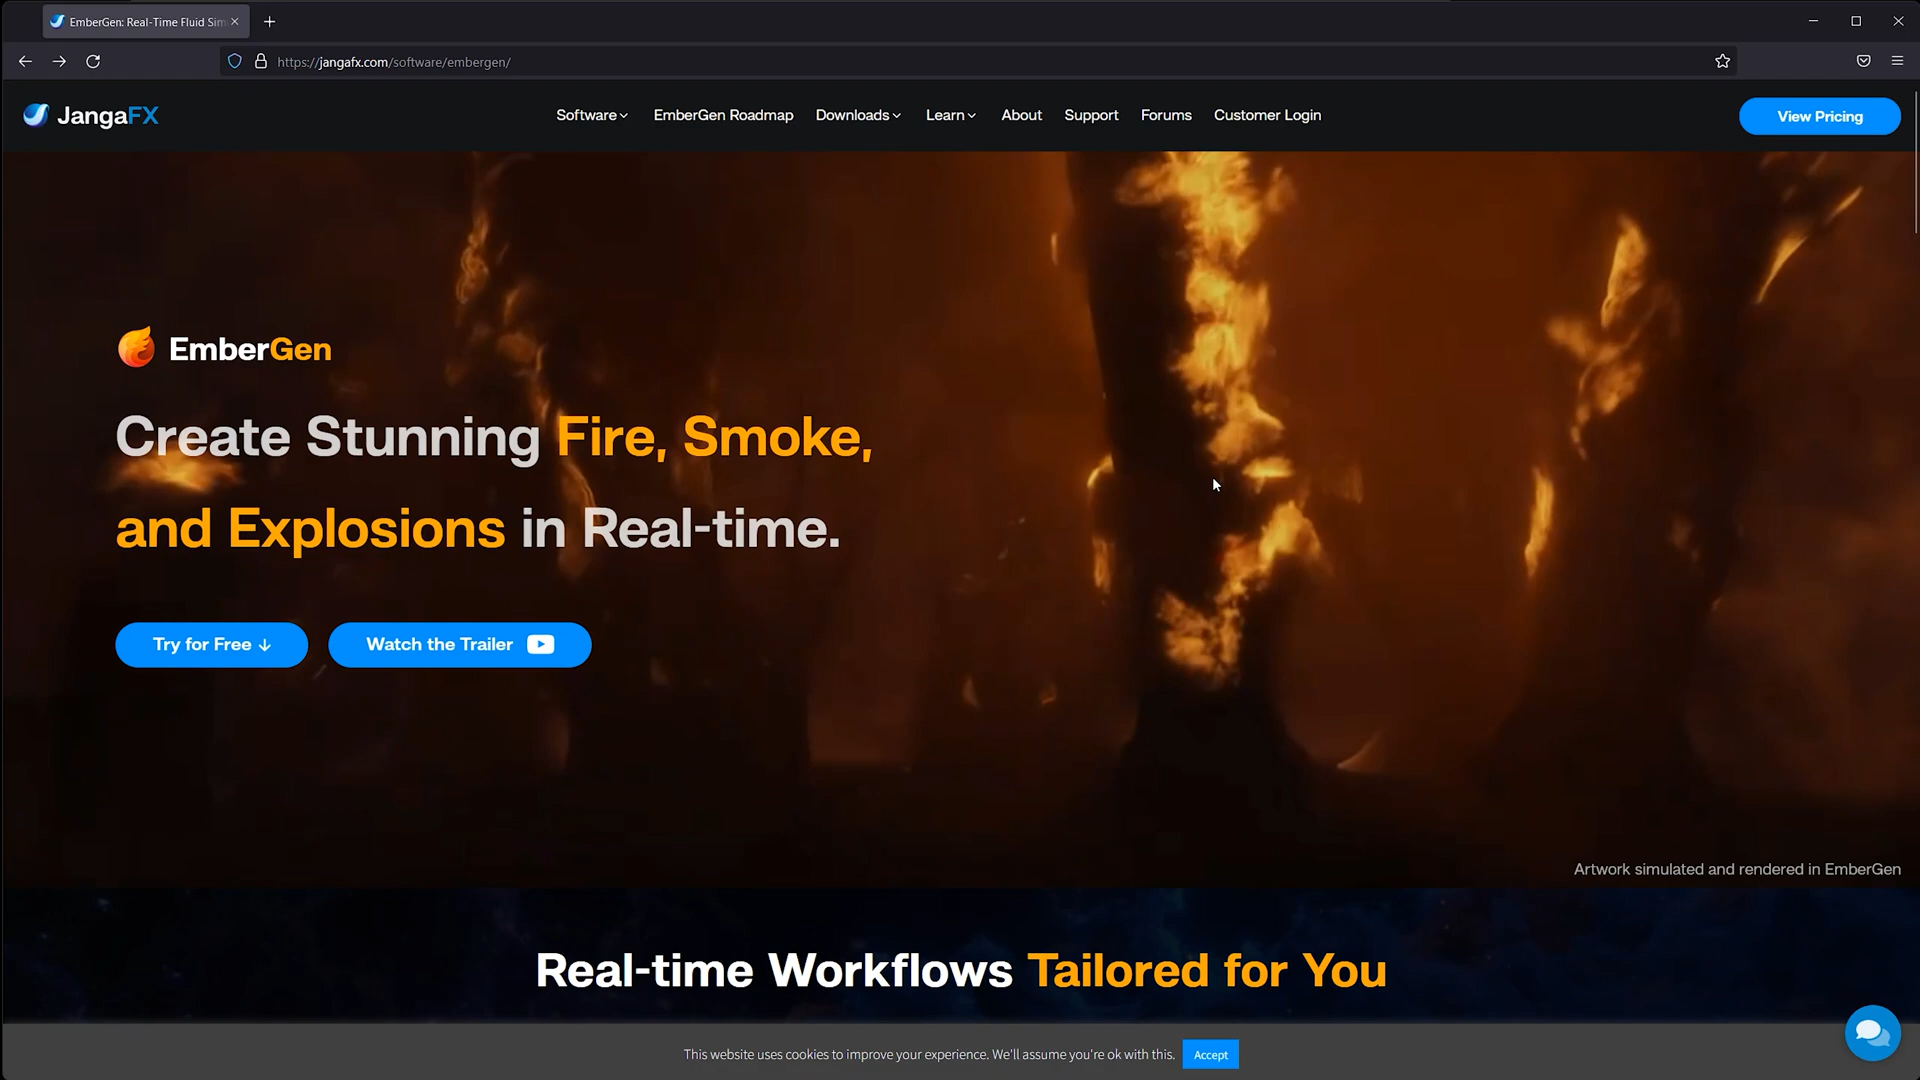 EmberGen: Real-Time Fluid Sim
https://jangafx.com/software/embergen/
JangaFX
Software
EmberGen Roadmap
Downloads
Learn
About
Support
Forums
Customer Login
View Pricing
EmberGen
Create Stunning Fire, Smoke,
and Explosions in Real-time.
Try for Free ↓
Watch the Trailer
Artwork simulated and rendered in EmberGen
Real-time Workflows Tailored for You
This website uses cookies to improve your experience. We'll assume you're ok with this.
Accept